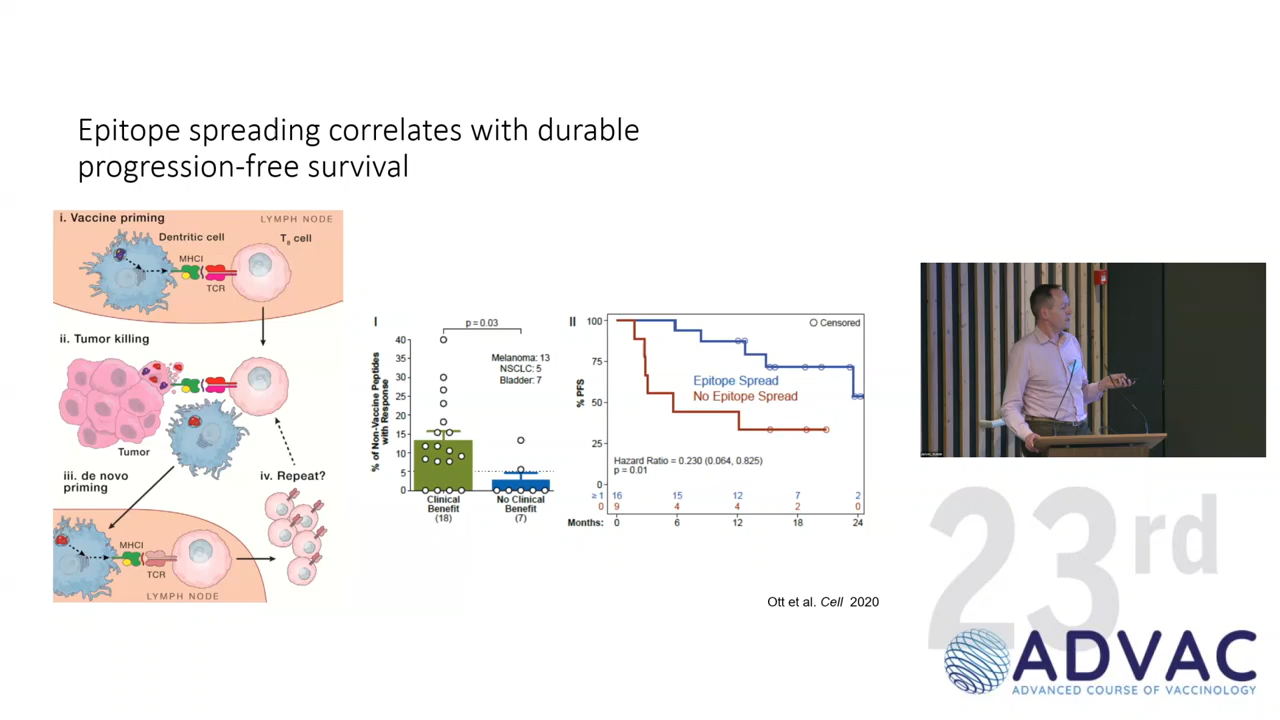 Epitope spreading correlates with durable
progression-free survival
i. Vaccine priming
LYMPH NODE
Dentritic cell
T8 cell
MHCI
TCR
ii. Tumor killing
Tumor
iii. de novo
priming
iv. Repeat?
MHCI
TCR
LYMPH NODE
I
p = 0.03
% of Non-Vaccine Peptides
with Response
40
35
30
25
20
15
10
5
0
Melanoma: 13
NSCLC: 5
Bladder: 7
Clinical
Benefit
(18)
No Clinical
Benefit
(7)
II
% PFS
100
75
50
25
0
Censored
Epitope Spread
No Epitope Spread
Hazard Ratio = 0.230 (0.064, 0.825)
p = 0.01
≥ 1 16 15 12 7 2
0 9 4 4 2 0
Months: 0 6 12 18 24
Ott et al. Cell 2020
23rd
ADVAC
ADVANCED COURSE OF VACCINOLOGY